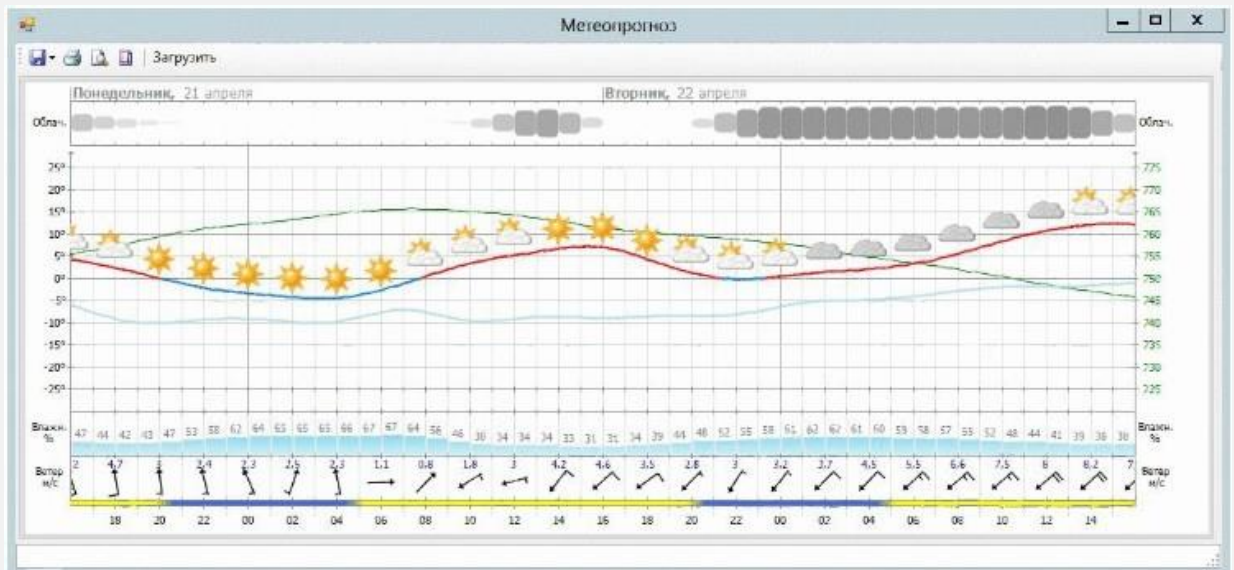 Метеопрогноз
Загрузить
Понедельник, 21 апреля Вторник, 22 апреля
Облач. Облач.
25° 775
20° 770
15° 765
10° 760
5° 755
0° 750
-5° 745
-10° 740
-15° 735
-20° 730
-25° 725
Влажн. % 47 44 42 43 47 53 58 62 64 65 65 65 66 67 67 64 56 46 34 34 34 33 31 31 34 39 44 48 52 55 58 61 62 62 61 60 59 58 57 55 52 48 44 41 39 38 38 Влажн. %
Ветер м/с 2 4,7 3 2,4 2,3 2,5 2,3 1,1 0,8 1,8 3 4,2 4,6 3,5 2,8 3 3,2 3,7 4,5 5,5 6,6 7,5 8 8,2 7 Ветер м/с
18 20 22 00 02 04 06 08 10 12 14 16 18 20 22 00 02 04 06 08 10 12 14